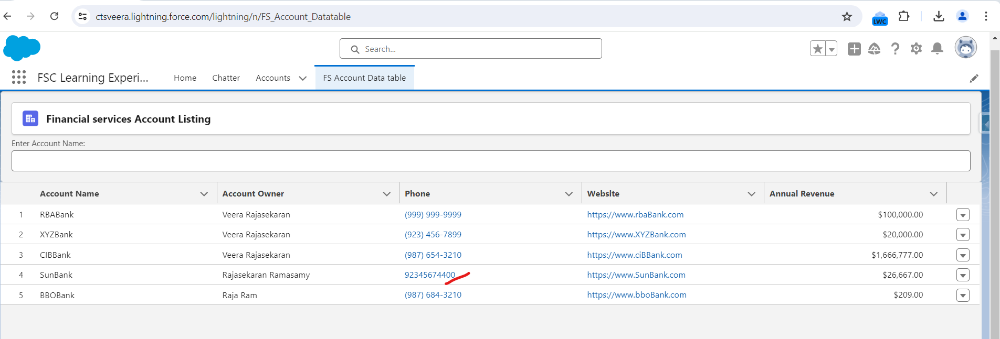 ctsveera.lightning.force.com/lightning/n/FS_Account_Datatable
LWC
Search...
FSC Learning Experi... Home Chatter Accounts FS Account Data table
Financial services Account Listing
Enter Account Name:
Account Name Account Owner Phone Website Annual Revenue
1 RBABank Veera Rajasekaran (999) 999-9999 https://www.rbaBank.com $100,000.00
2 XYZBank Veera Rajasekaran (923) 456-7899 https://www.XYZBank.com $20,000.00
3 CIBBank Veera Rajasekaran (987) 654-3210 https://www.ciBBank.com $1,666,777.00
4 SunBank Rajasekaran Ramasamy 92345674400 https://www.SunBank.com $26,667.00
5 BBOBank Raja Ram (987) 684-3210 https://www.bboBank.com $209.00